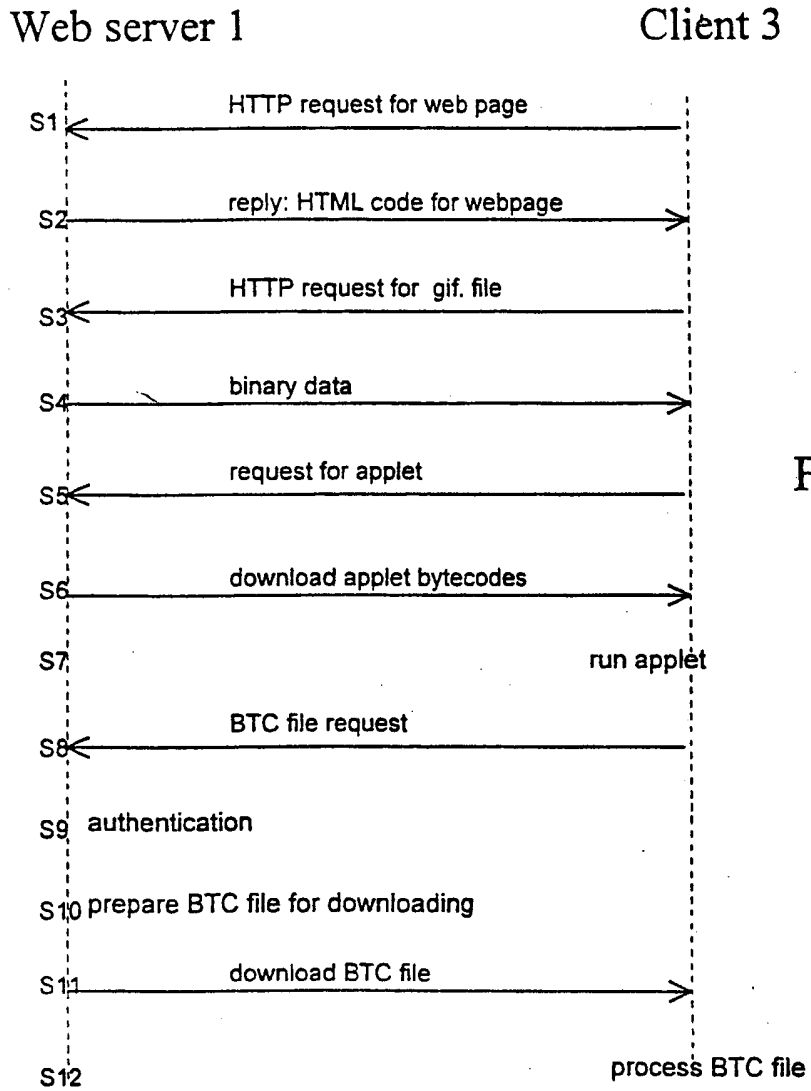 Web server 1 Client 3
HTTP request for web page
S1
reply: HTML code for webpage
S2
HTTP request for gif. file
S3
binary data
S4
request for applet
S5
download applet bytecodes
S6
S7 run applet
BTC file request
S8
S9 authentication
S10 prepare BTC file for downloading
download BTC file
S11
S12 process BTC file